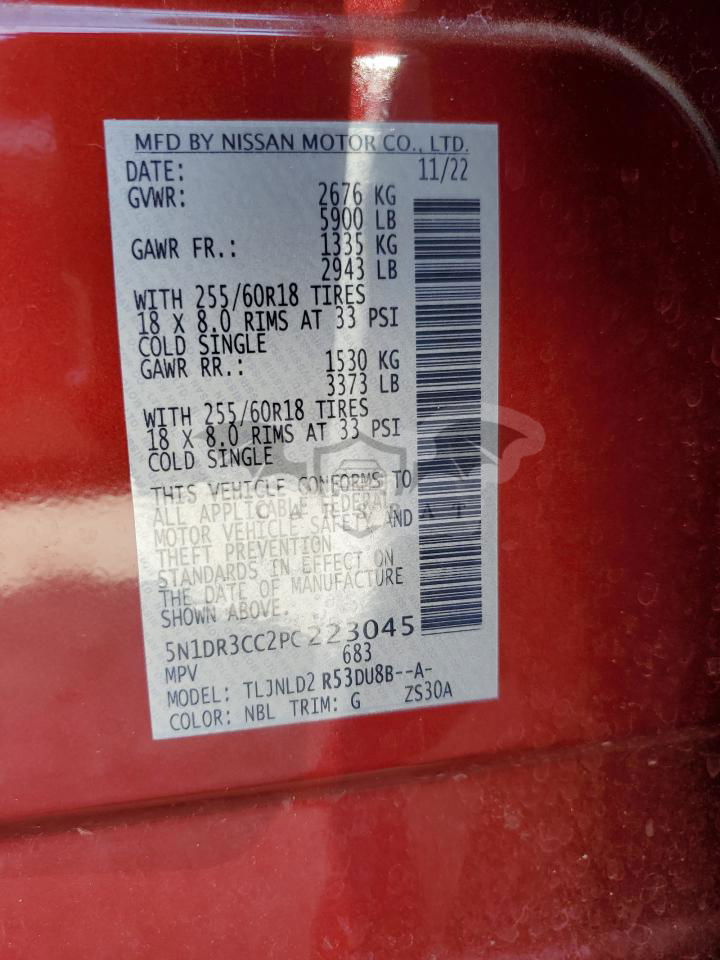 MFD BY NISSAN MOTOR CO., LTD.
DATE: 11/22
GVWR: 2676 KG
5900 LB
GAWR FR.: 1335 KG
2943 LB
WITH 255/60R18 TIRES
18 X 8.0 RIMS AT 33 PSI
COLD SINGLE
GAWR RR.: 1530 KG
3373 LB
WITH 255/60R18 TIRES
18 X 8.0 RIMS AT 33 PSI
COLD SINGLE
THIS VEHICLE CONFORMS TO
ALL APPLICABLE FEDERAL
MOTOR VEHICLE SAFETY AND
THEFT PREVENTION
STANDARDS IN EFFECT ON
THE DATE OF MANUFACTURE
SHOWN ABOVE.
5N1DR3CC2PC223045
MPV 683
MODEL: TLJNLD2 R53DU8B--A-
COLOR: NBL TRIM: G ZS30A